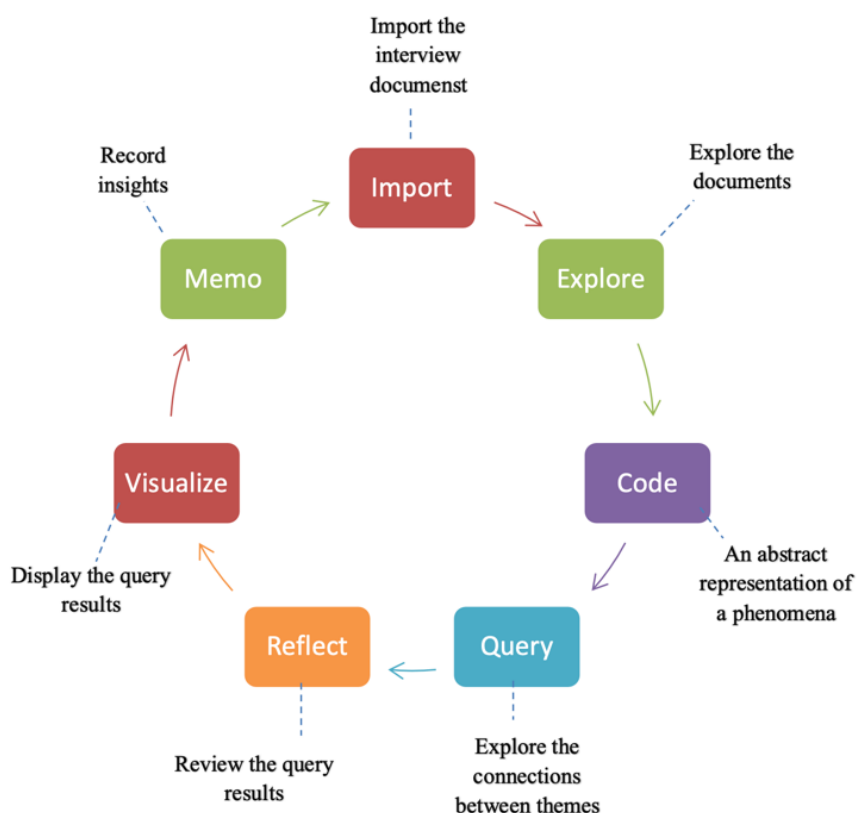 Import the
interview
documenst
Import
Explore the
documents
Explore
Code
An abstract
representation of
a phenomena
Query
Explore the
connections
between themes
Reflect
Review the query
results
Visualize
Display the query
results
Memo
Record
insights